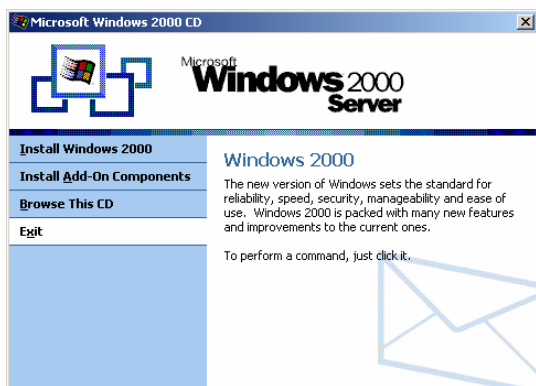 Microsoft Windows 2000 CD
Microsoft
Windows 2000
Server
Install Windows 2000
Install Add-On Components
Browse This CD
Exit
Windows 2000
The new version of Windows sets the standard for
reliability, speed, security, manageability and ease of
use. Windows 2000 is packed with many new features
and improvements to the current ones.
To perform a command, just click it.